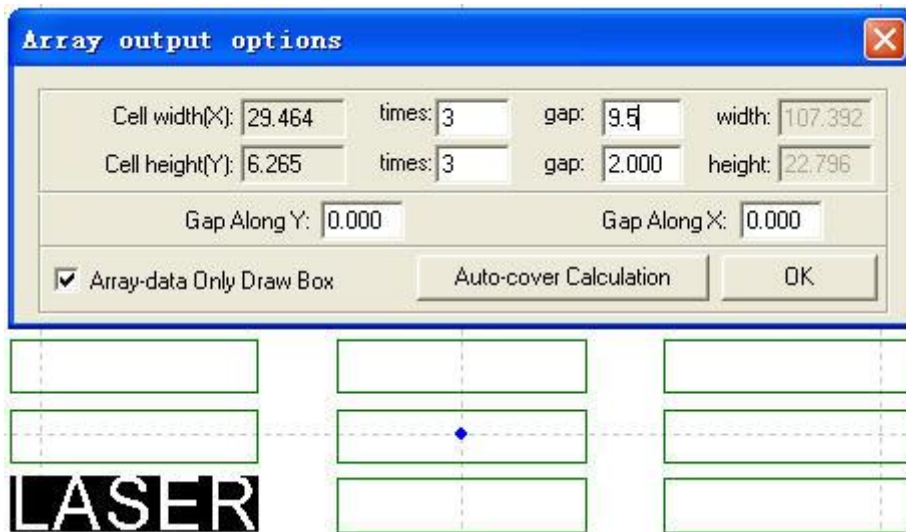 Array output options
Cell width(X): 29.464 times: 3 gap: 9.5 width: 107.392
Cell height(Y): 6.265 times: 3 gap: 2.000 height: 22.796
Gap Along Y: 0.000 Gap Along X: 0.000
Array-data Only Draw Box Auto-cover Calculation OK
LASER